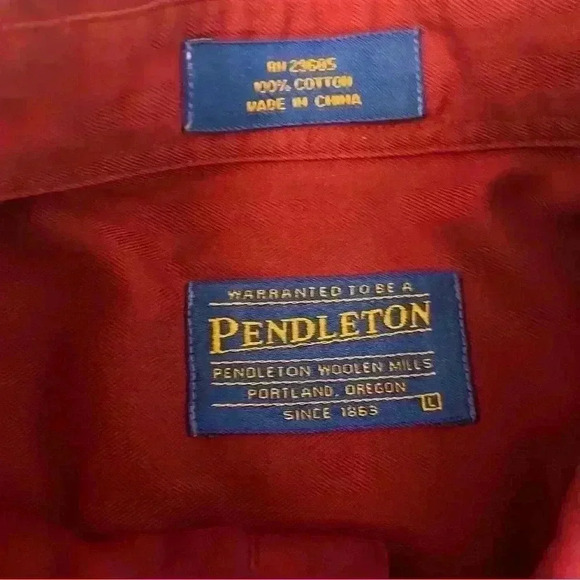 RN 29685
100% COTTON
MADE IN CHINA
WARRANTED TO BE A
PENDLETON
PENDLETON WOOLEN MILLS
PORTLAND, OREGON
SINCE 1863 L